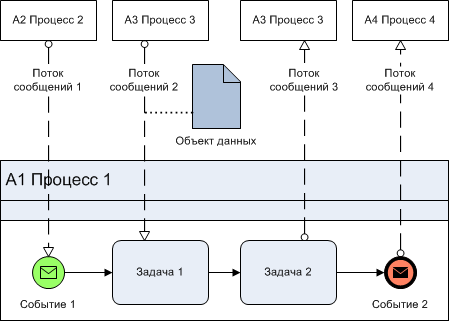 А2 Процесс 2
А3 Процесс 3
А3 Процесс 3
А4 Процесс 4
Поток
сообщений 1
Поток
сообщений 2
Поток
сообщений 3
Поток
сообщений 4
Объект данных
А1 Процесс 1
Задача 1
Задача 2
Событие 1
Событие 2